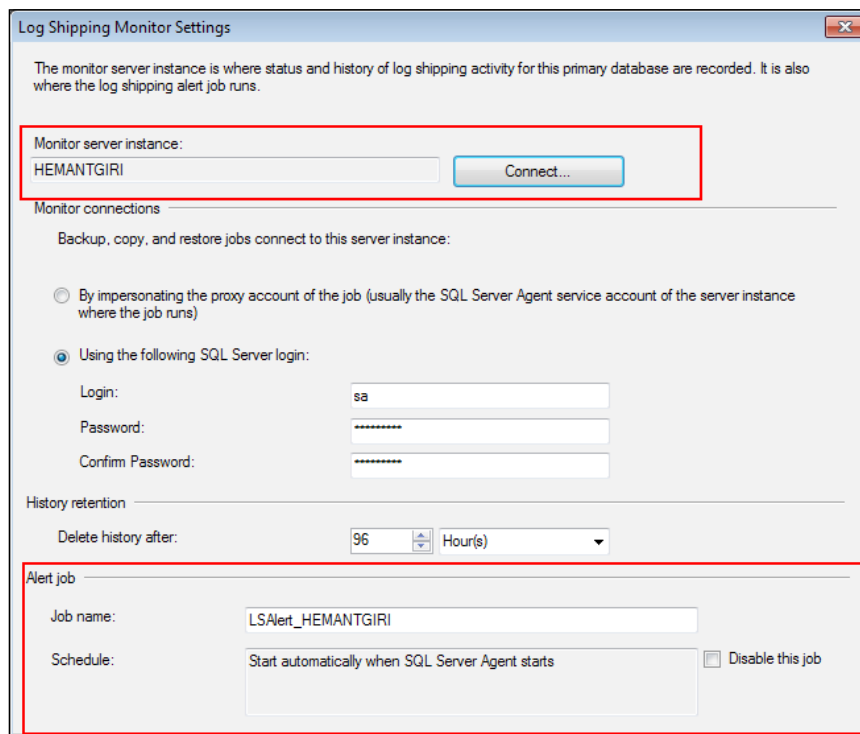 Log Shipping Monitor Settings
The monitor server instance is where status and history of log shipping activity for this primary database are recorded. It is also
where the log shipping alert job runs.
Monitor server instance:
HEMANTGIRI Connect...
Monitor connections
Backup, copy, and restore jobs connect to this server instance:
By impersonating the proxy account of the job (usually the SQL Server Agent service account of the server instance
where the job runs)
Using the following SQL Server login:
Login: sa
Password: *********
Confirm Password: *********
History retention
Delete history after: 96 Hour(s)
Alert job
Job name: LSAlert_HEMANTGIRI
Schedule: Start automatically when SQL Server Agent starts Disable this job